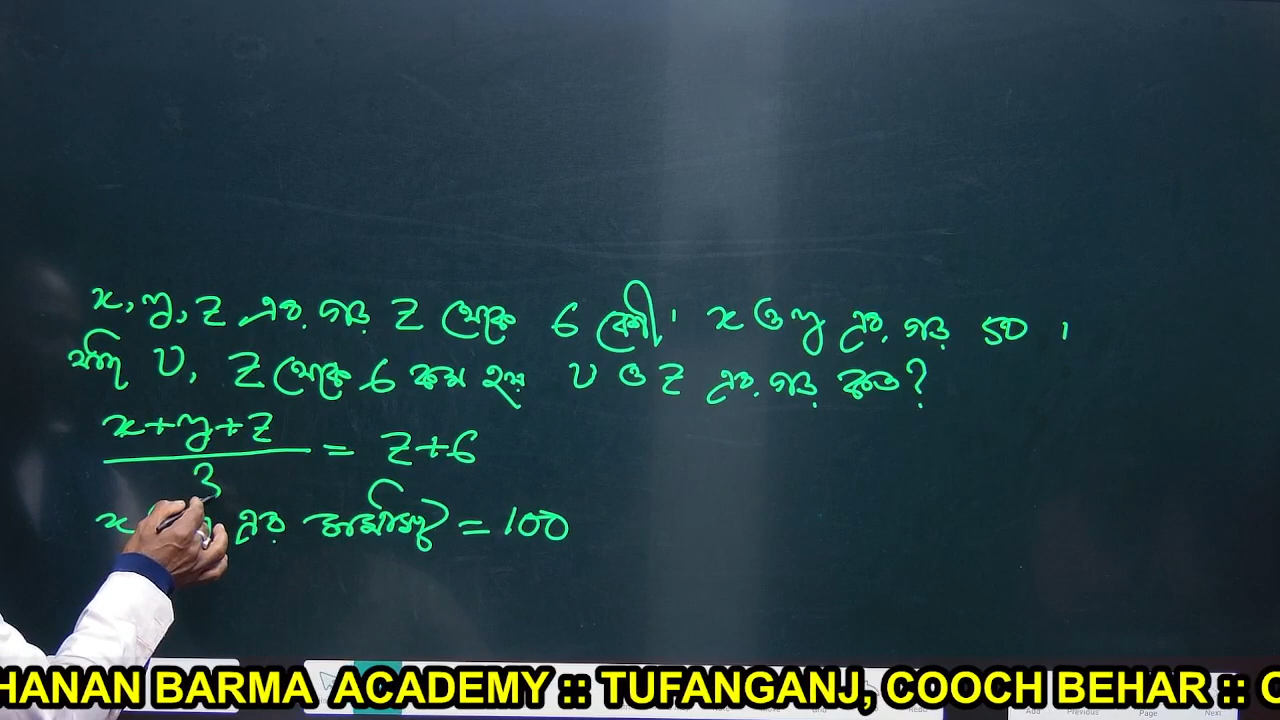 x, y, z এর গড় z থেকে 6 বেশী। x ও y এর গড় 50।
যদি υ, z থেকে 6 কম হয় υ ও z এর গড় কত?
x+y+z
3
= z+6
x এর = 100
HANAN BARMA ACADEMY :: TUFANGANJ, COOCH BEHAR :: C